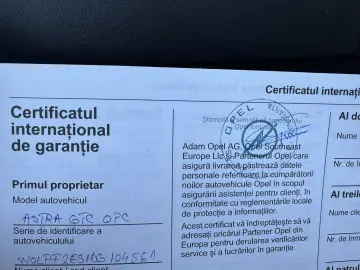 Certificatul internați
Certificatul
internațional
de garanție
Primul proprietar
Model autovehicul
ASTRA GTC OPC
Serie de identificare a
autovehiculului
OPEL
Adam Opel AG, Opel Southeast
Europe Llc și Partenerul Opel care
asigură livrarea păstrează datele
personale referitoare la cumpărătorii
noilor autovehicule Opel în scopul
asigurării asistenței pentru clienți, în
conformitate cu reglementările locale
de protecție a informațiilor.
Acest certificat vă îndreptățește să vă
adresați oricărui Partener Opel din
Europa pentru derularea verificărilor
service și a lucrărilor în garanție.
Al do
Nume
Nr. de în
Al treile
Nume
Nr. de